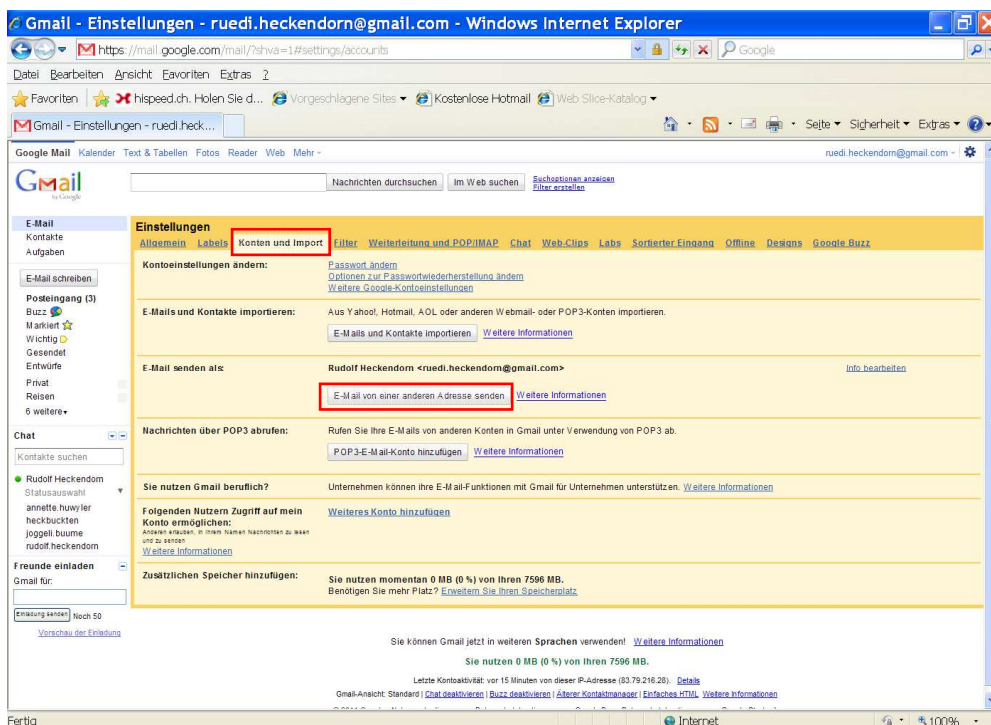 Gmail - Einstellungen - ruedi.heckendorn@gmail.com - Windows Internet Explorer
https://mail.google.com/mail/?shva=1#settings/accounts
Google
Datei Bearbeiten Ansicht Favoriten Extras ?
Favoriten hispeed.ch. Holen Sie d... Vorgeschlagene Sites Kostenlose Hotmail Web Slice-Katalog
Gmail - Einstellungen - ruedi.heck...
Seite Sicherheit Extras
Google Mail Kalender Text & Tabellen Fotos Reader Web Mehr
ruedi.heckendorn@gmail.com
Gmail
by Google
Nachrichten durchsuchen
Im Web suchen
Suchoptionen anzeigen
Filter erstellen
E-Mail
Kontakte
Aufgaben
E-Mail schreiben
Posteingang (3)
Buzz
Markiert
Wichtig
Gesendet
Entwürfe
Privat
Reisen
6 weitere
Chat
Kontakte suchen
Rudolf Heckendorn
Statusauswahl
annette.huwyler
heckbuckten
joggeli.buume
rudolf.heckendorn
Freunde einladen
Gmail für:
Einladung senden Noch 50
Vorschau der Einladung
Einstellungen
Allgemein Labels Konten und Import Filter Weiterleitung und POP/IMAP Chat Web-Clips Labs Sortierter Eingang Offline Designs Google Buzz
Kontoeinstellungen ändern:
Passwort ändern
Optionen zur Passwortwiederherstellung ändern
Weitere Google-Kontoeinstellungen
E-Mails und Kontakte importieren:
Aus Yahoo!, Hotmail, AOL oder anderen Webmail- oder POP3-Konten importieren.
E-Mails und Kontakte importieren Weitere Informationen
E-Mail senden als:
Rudolf Heckendorn <ruedi.heckendorn@gmail.com>
Info bearbeiten
E-Mail von einer anderen Adresse senden Weitere Informationen
Nachrichten über POP3 abrufen:
Rufen Sie Ihre E-Mails von anderen Konten in Gmail unter Verwendung von POP3 ab.
POP3-E-Mail-Konto hinzufügen Weitere Informationen
Sie nutzen Gmail beruflich?
Unternehmen können ihre E-Mail-Funktionen mit Gmail für Unternehmen unterstützen. Weitere Informationen
Folgenden Nutzern Zugriff auf mein
Konto ermöglichen:
Anderen erlauben, in Ihrem Namen Nachrichten zu lesen
und zu senden
Weitere Informationen
Weiteres Konto hinzufügen
Zusätzlichen Speicher hinzufügen:
Sie nutzen momentan 0 MB (0 %) von Ihren 7596 MB.
Benötigen Sie mehr Platz? Erweitern Sie Ihren Speicherplatz
Sie können Gmail jetzt in weiteren Sprachen verwenden! Weitere Informationen
Sie nutzen 0 MB (0 %) von Ihren 7596 MB.
Letzte Kontoaktivität: vor 15 Minuten von dieser IP-Adresse (83.79.216.28). Details
Gmail-Ansicht: Standard | Chat deaktivieren | Buzz deaktivieren | Älterer Kontaktmanager | Einfaches HTML Weitere Informationen
Fertig
Internet
100%